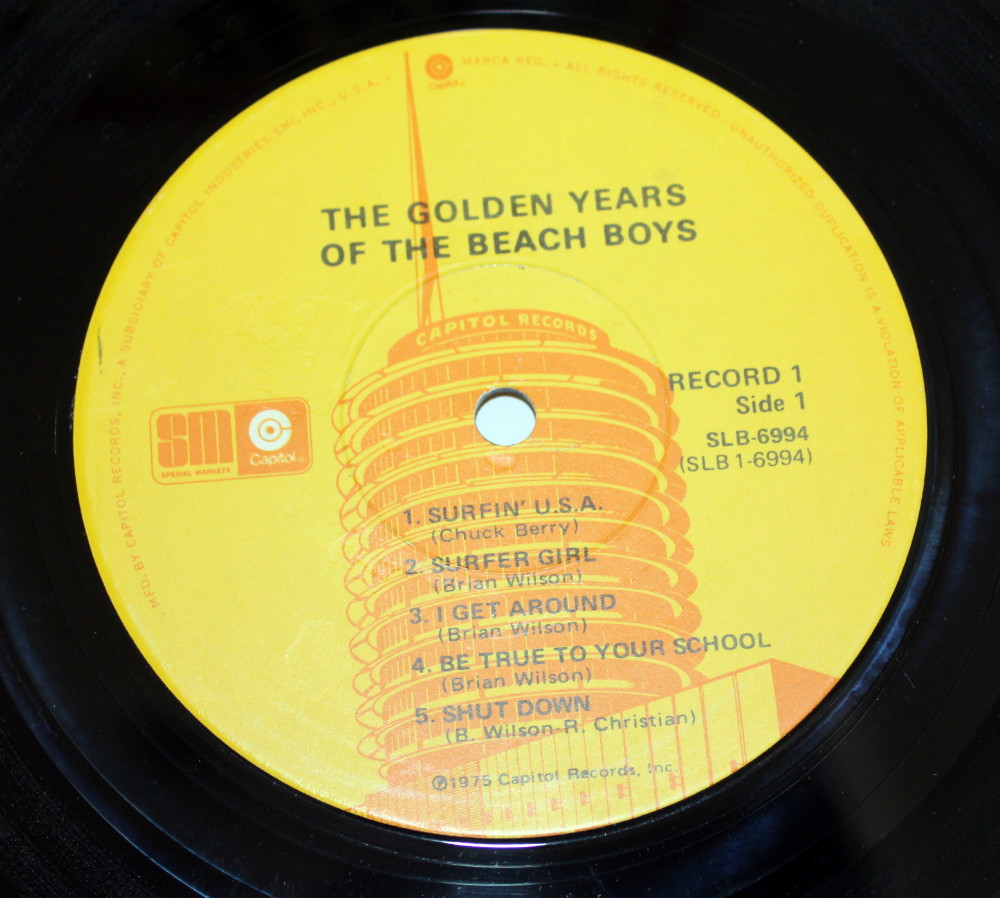 MFD. BY CAPITOL RECORDS, INC., A SUBSIDIARY OF CAPITOL INDUSTRIES-EMI, INC., U.S.A. •
Capitol
MARCA REG. • ALL RIGHTS RESERVED. UNAUTHORIZED DUPLICATION IS A VIOLATION OF APPLICABLE LAWS
THE GOLDEN YEARS
OF THE BEACH BOYS
CAPITOL RECORDS
RECORD 1
Side 1
SLB-6994
(SLB 1-6994)
SM
SPECIAL MARKETS
Capitol
1. SURFIN' U.S.A.
(Chuck Berry)
2. SURFER GIRL
(Brian Wilson)
3. I GET AROUND
(Brian Wilson)
4. BE TRUE TO YOUR SCHOOL
(Brian Wilson)
5. SHUT DOWN
(B. Wilson-R. Christian)
℗1975 Capitol Records, Inc.